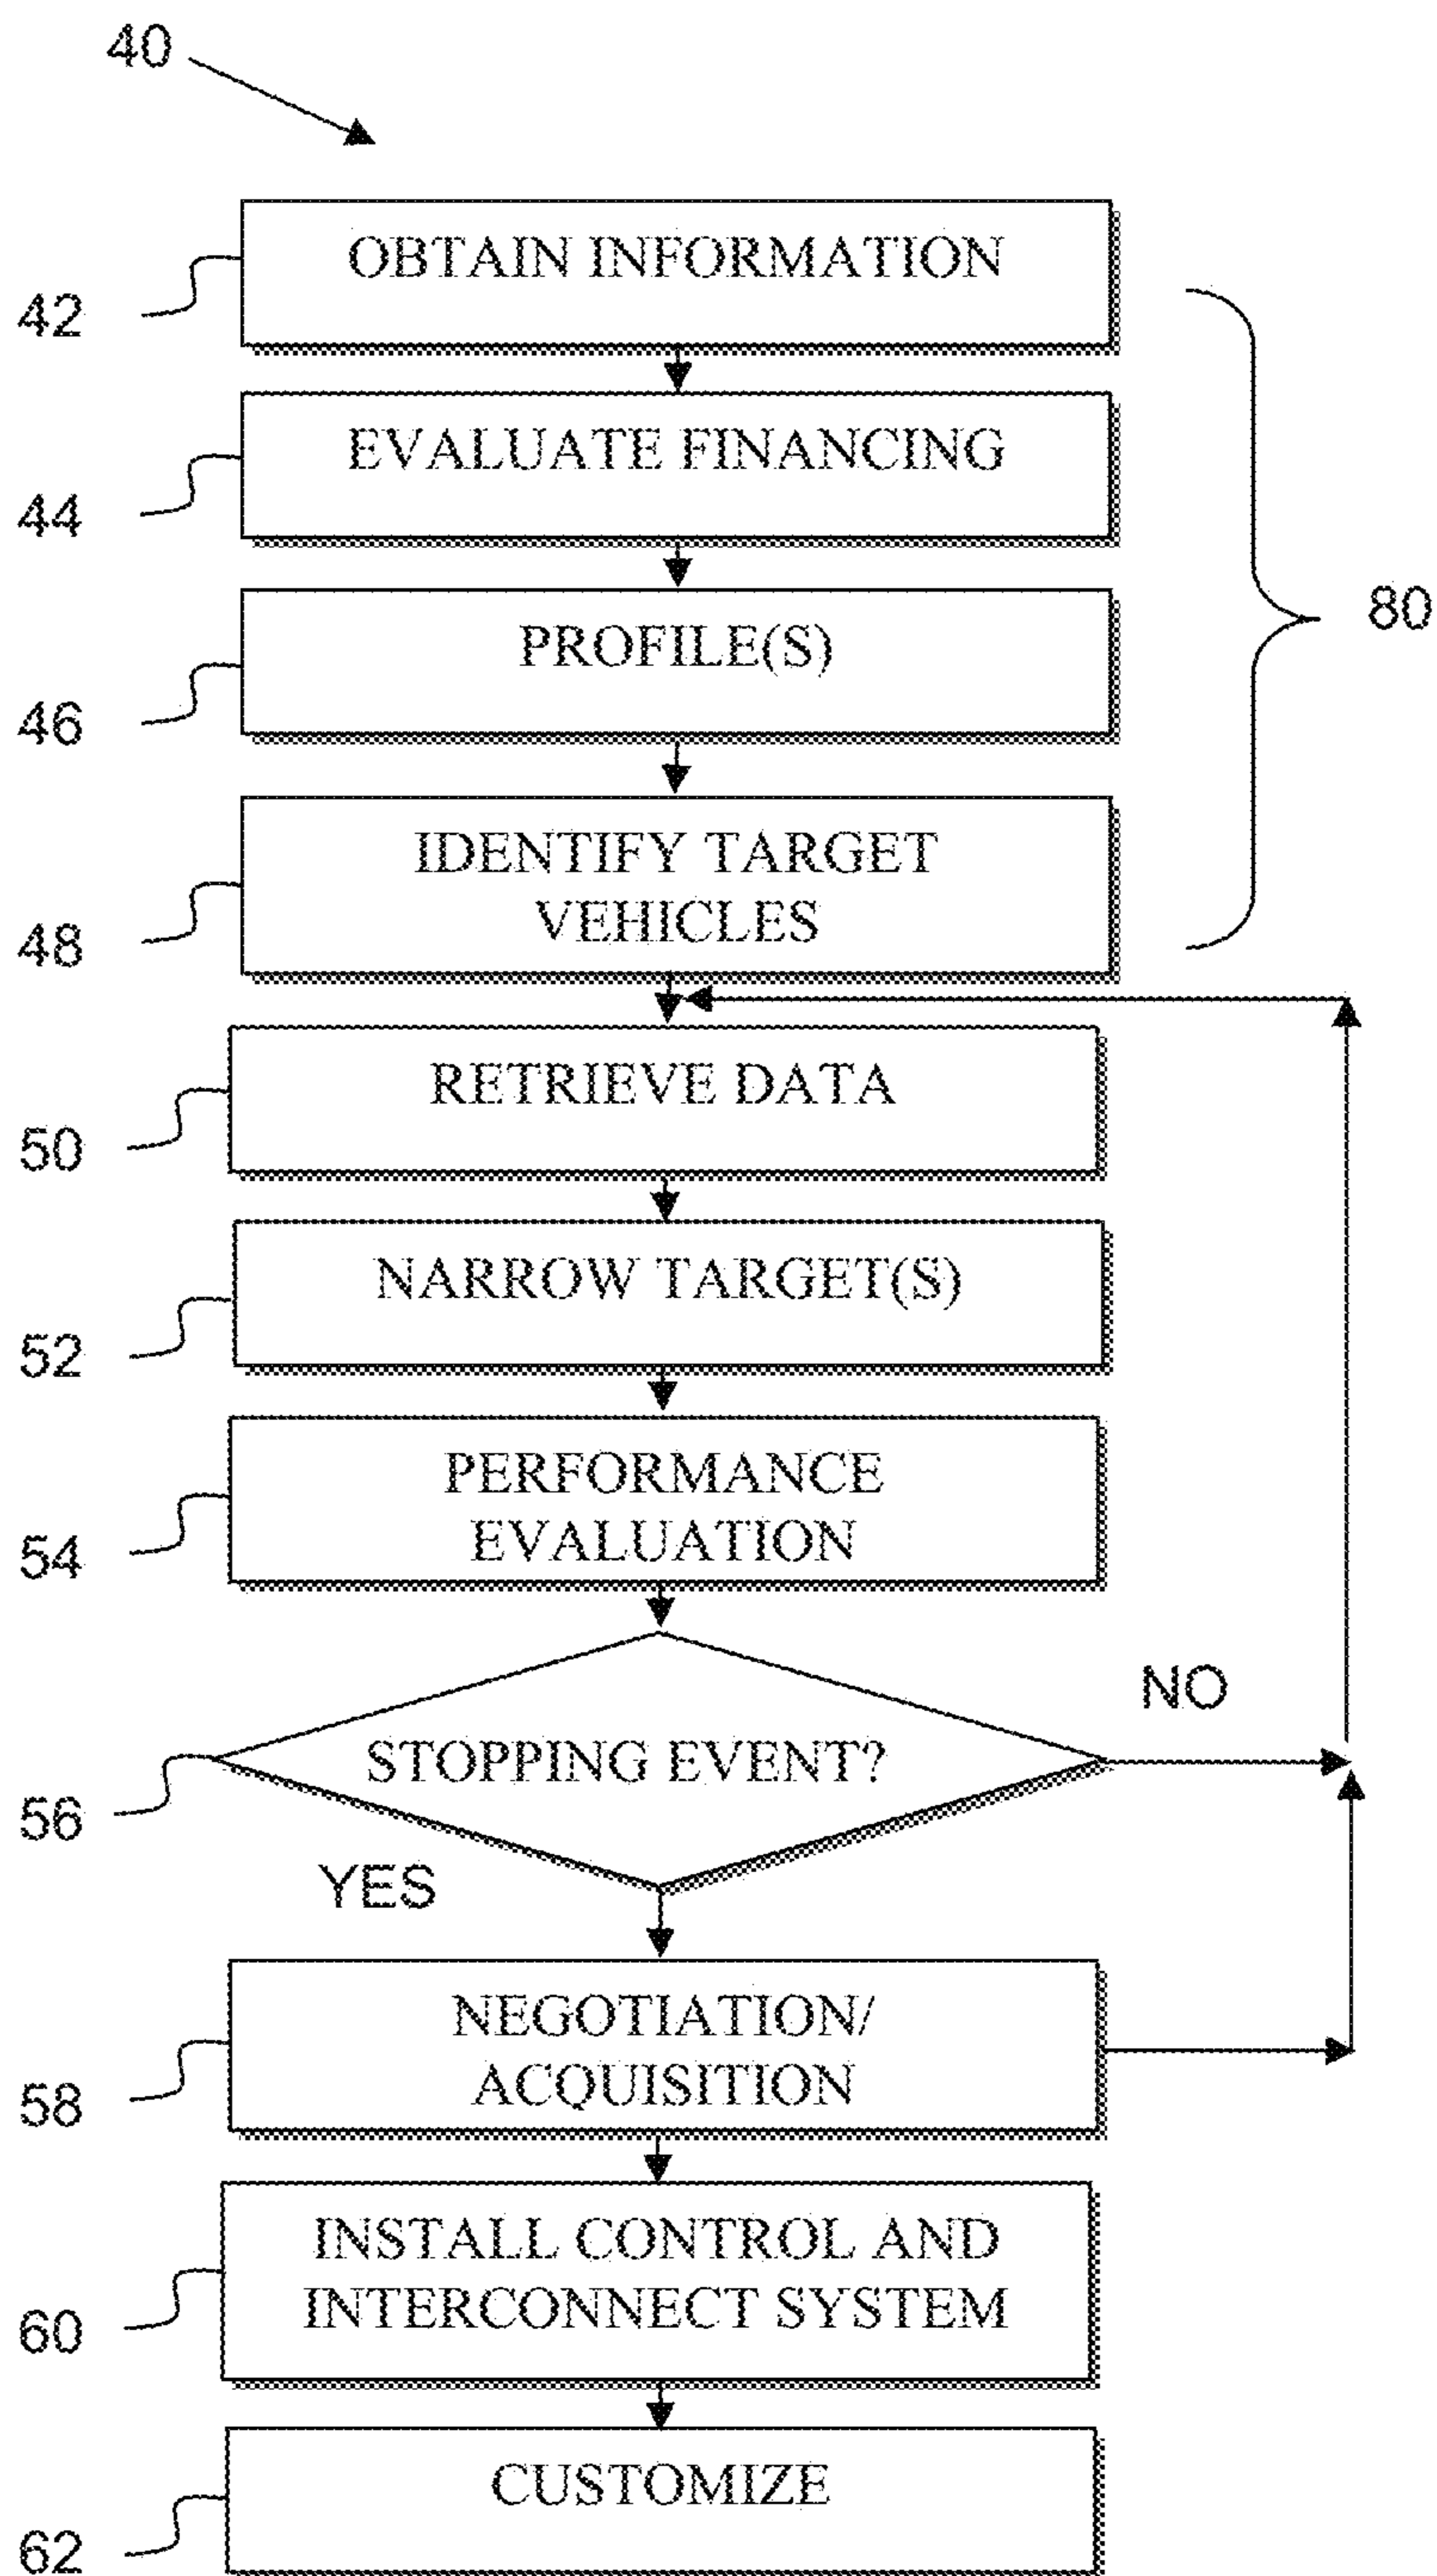 40
OBTAIN INFORMATION
42
EVALUATE FINANCING
44
80
PROFILE(S)
46
IDENTIFY TARGET
VEHICLES
48
RETRIEVE DATA
50
NARROW TARGET(S)
52
PERFORMANCE
EVALUATION
54
NO
STOPPING EVENT?
56
YES
NEGOTIATION/
ACQUISITION
58
INSTALL CONTROL AND
INTERCONNECT SYSTEM
60
CUSTOMIZE
62